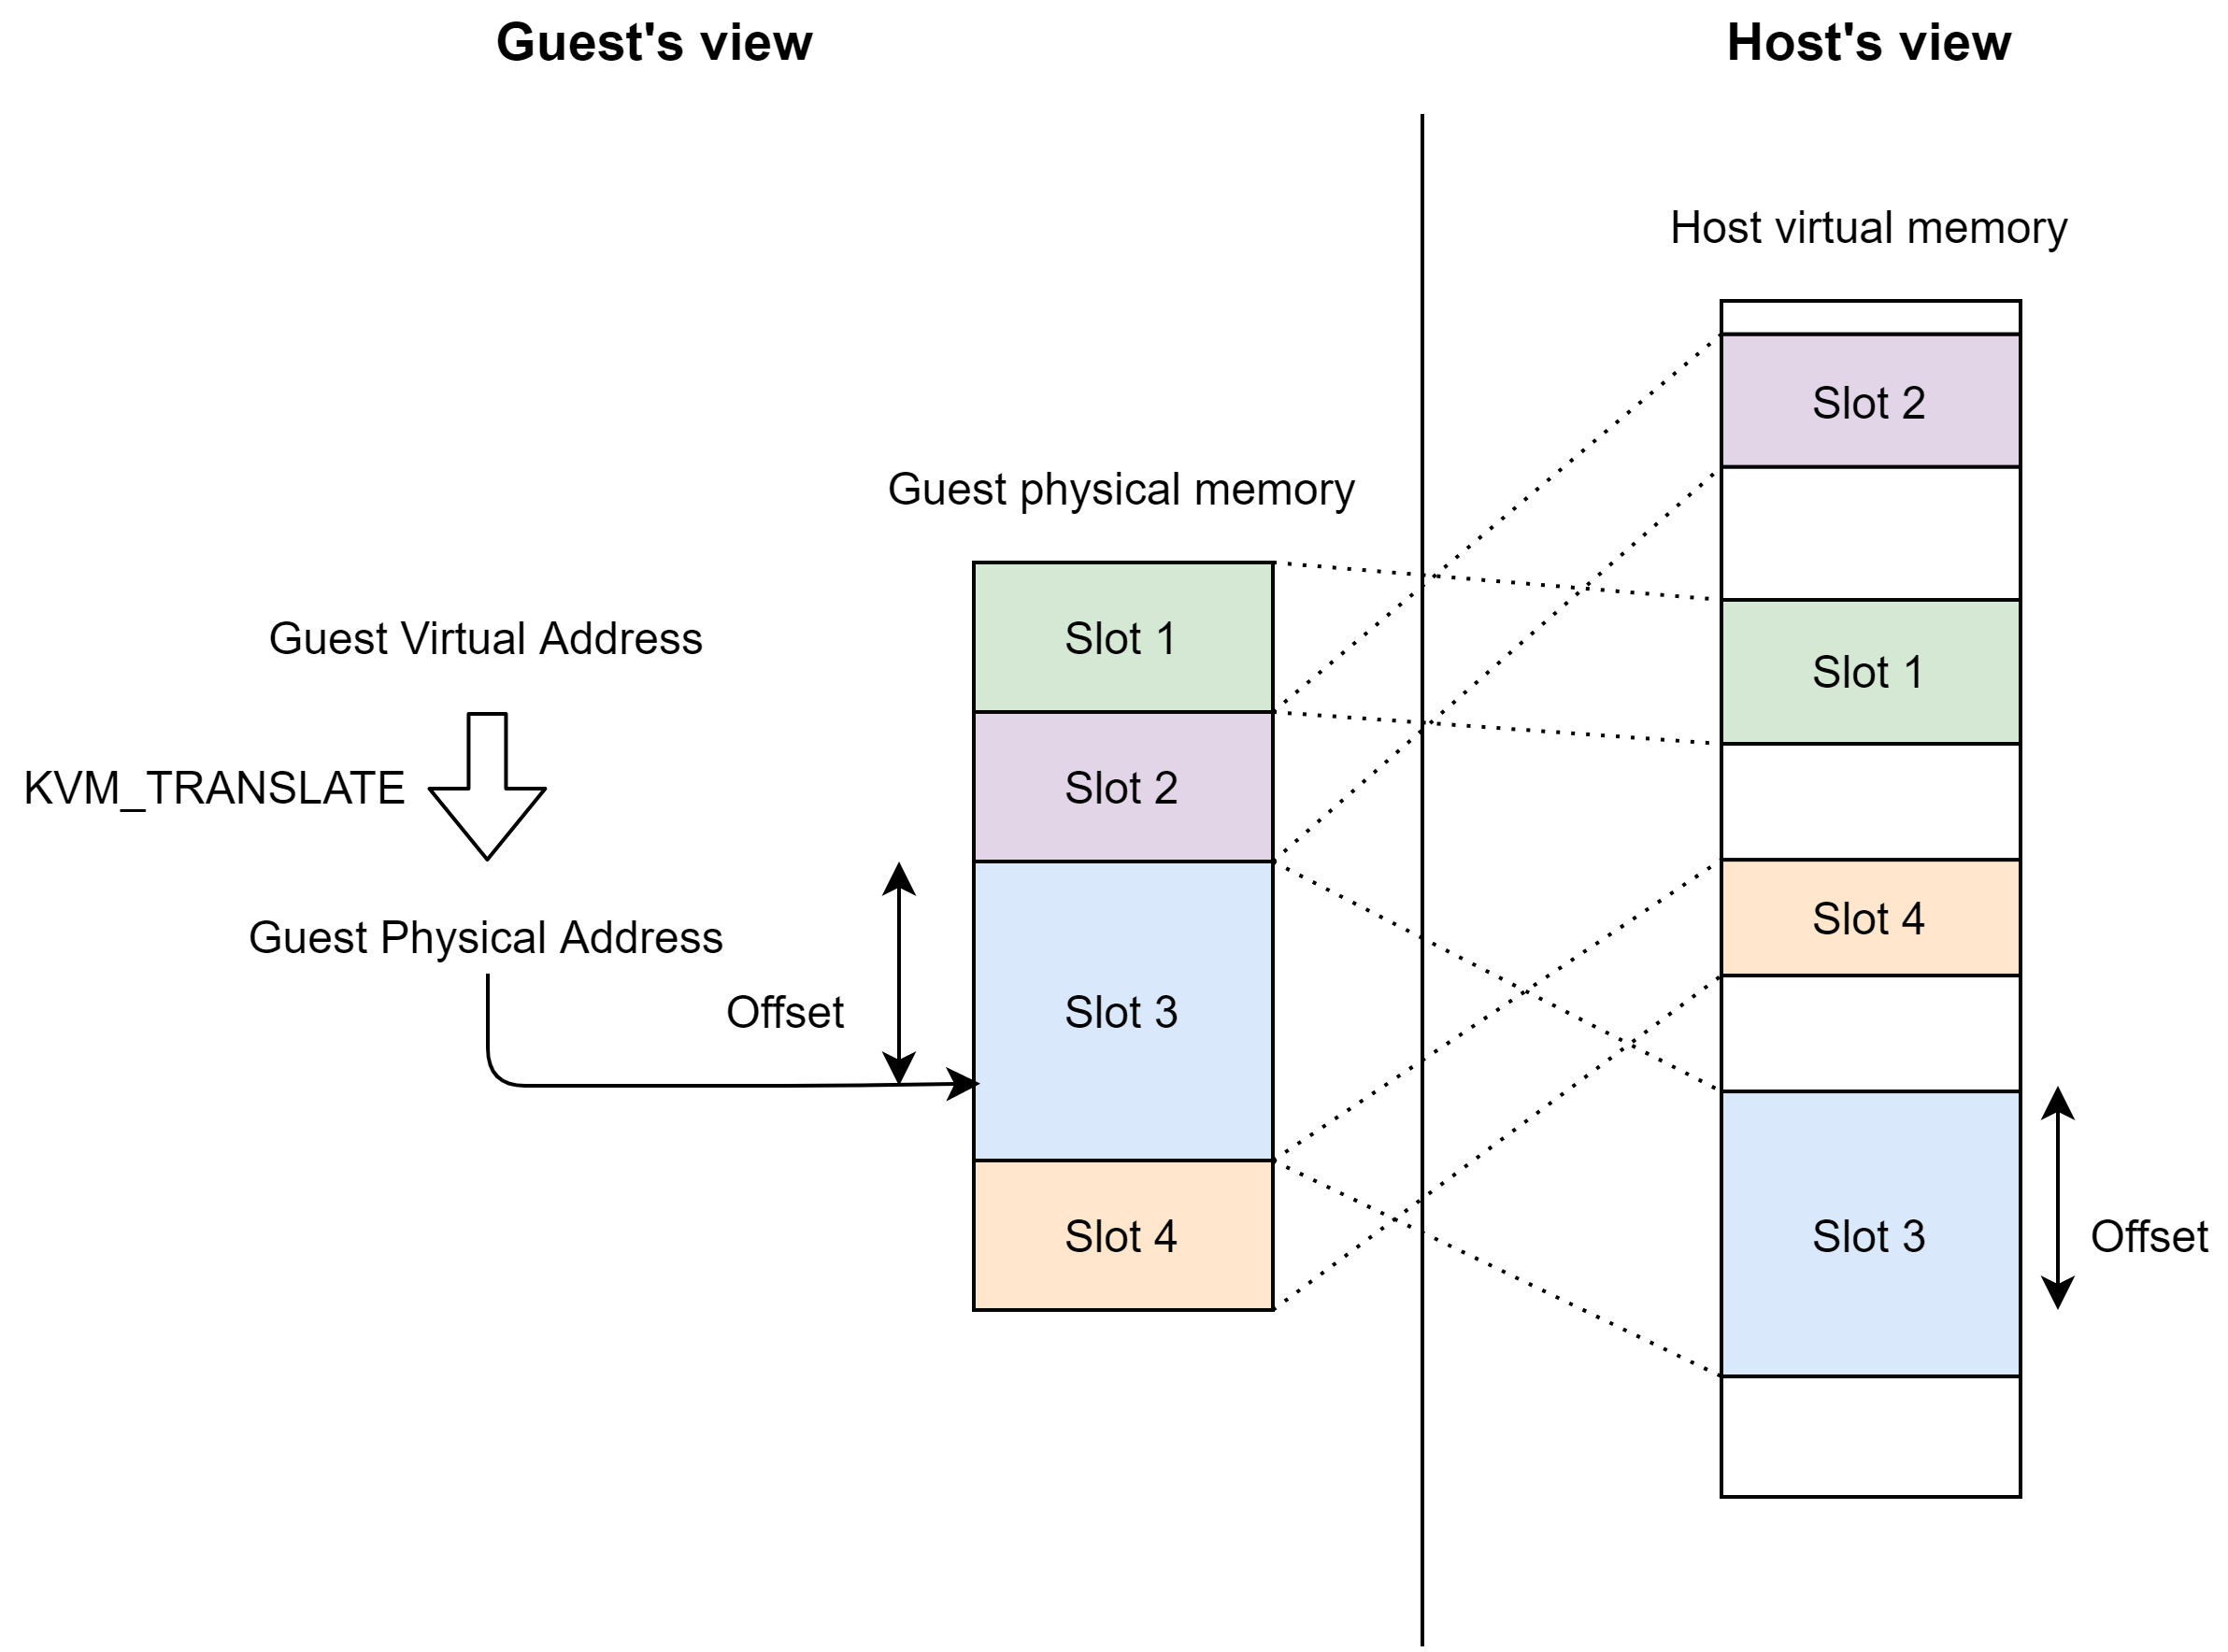 Guest's view
Host's view
Host virtual memory
Guest physical memory
Guest Virtual Address
KVM_TRANSLATE
Guest Physical Address
Offset
Slot 1
Slot 2
Slot 3
Slot 4
Slot 2
Slot 1
Slot 4
Slot 3
Offset